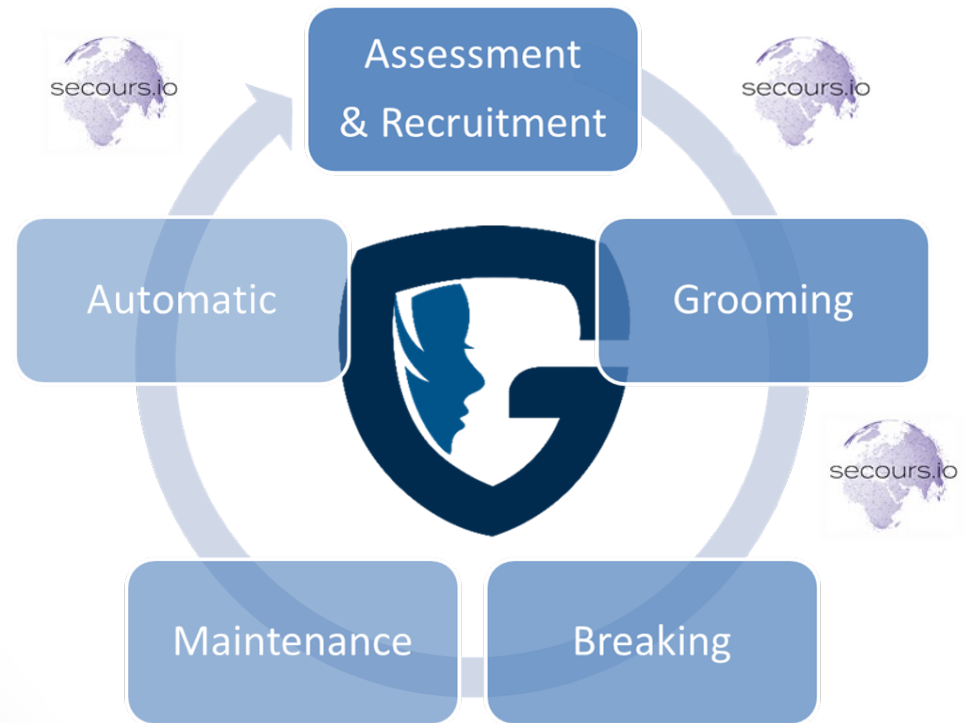 Assessment
& Recruitment
secours.io
secours.io
Automatic
Grooming
secours.io
Maintenance
Breaking